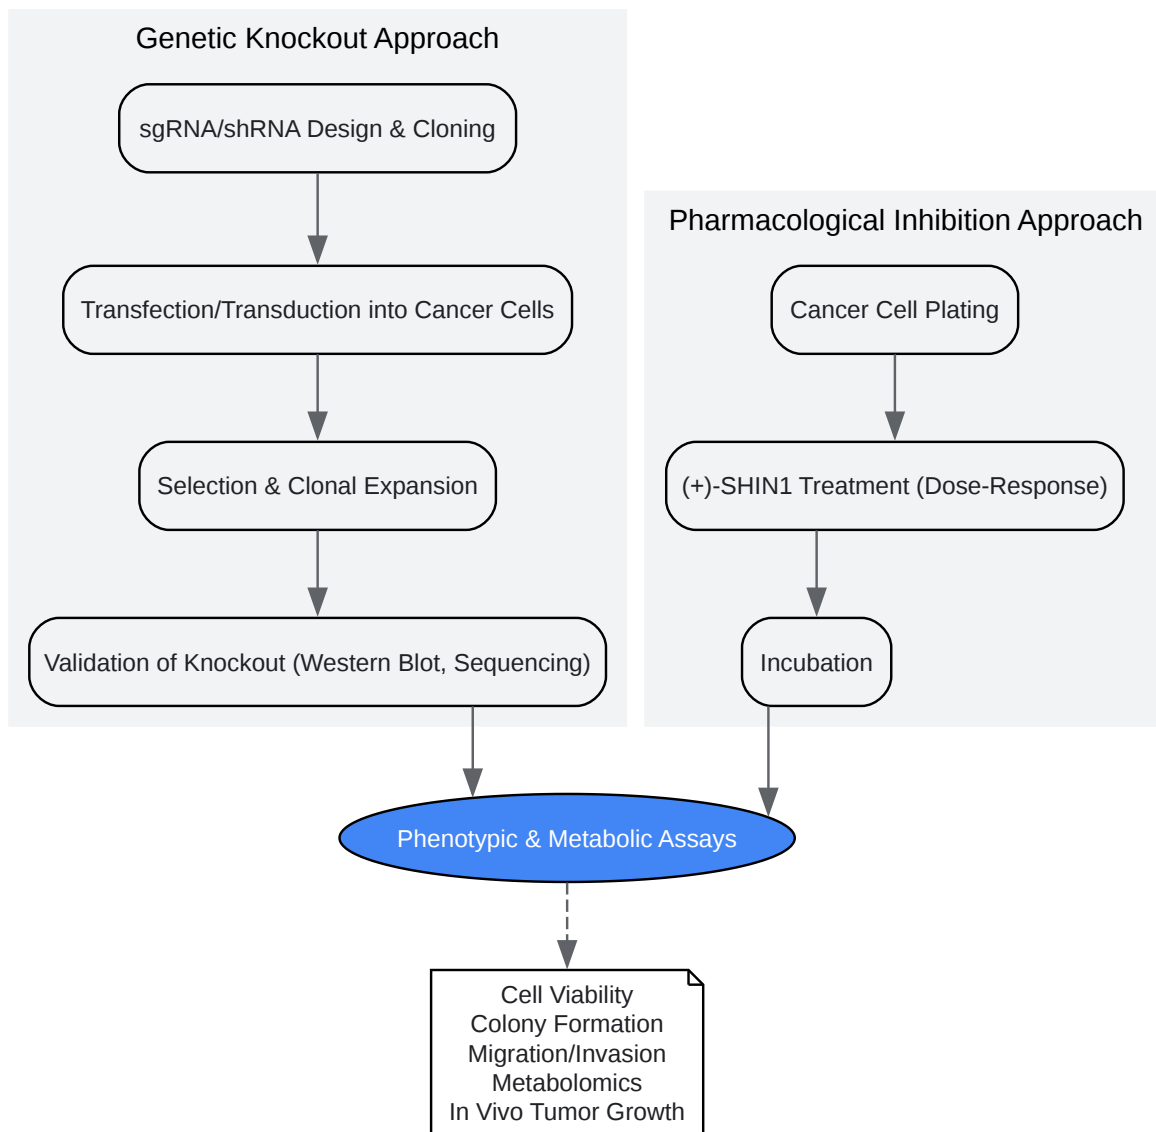 Genetic Knockout Approach
sgRNA/shRNA Design & Cloning
Transfection/Transduction into Cancer Cells
Selection & Clonal Expansion
Validation of Knockout (Western Blot, Sequencing)
Pharmacological Inhibition Approach
Cancer Cell Plating
(+)-SHIN1 Treatment (Dose-Response)
Incubation
Phenotypic & Metabolic Assays
Cell Viability
Colony Formation
Migration/Invasion
Metabolomics
In Vivo Tumor Growth